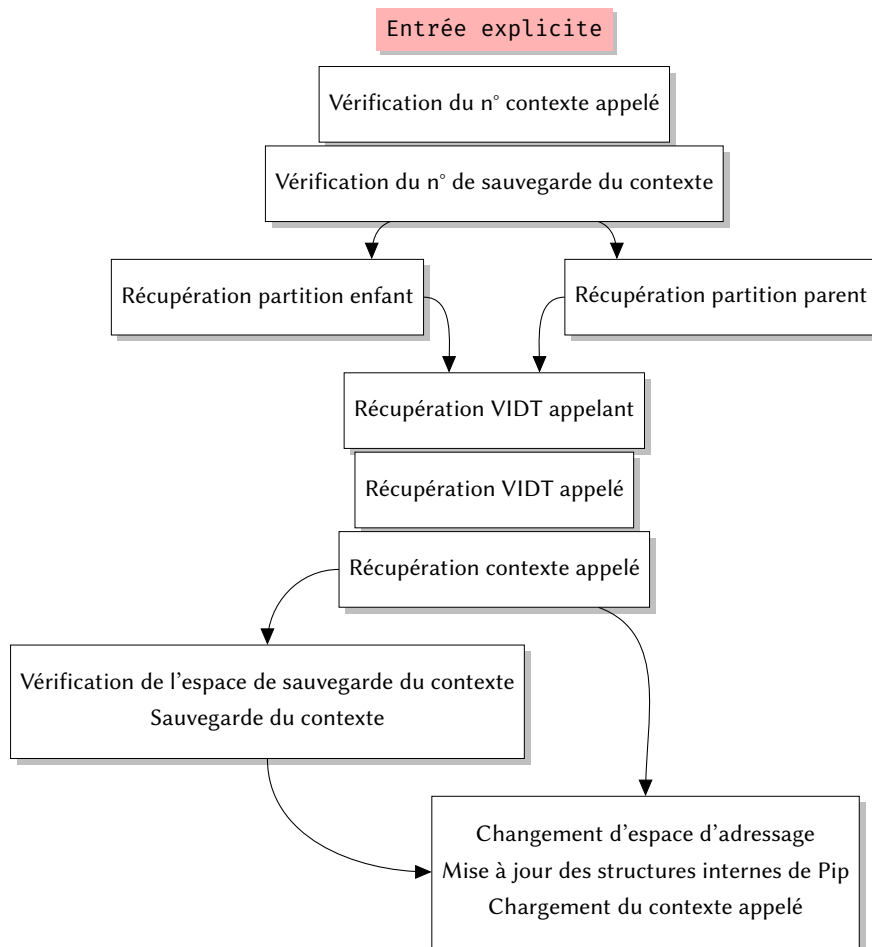 Entrée explicite
Vérification du n° contexte appelé
Vérification du n° de sauvegarde du contexte
Récupération partition enfant
Récupération partition parent
Récupération VIDT appelant
Récupération VIDT appelé
Récupération contexte appelé
Vérification de l'espace de sauvegarde du contexte
Sauvegarde du contexte
Changement d'espace d'adressage
Mise à jour des structures internes de Pip
Chargement du contexte appelé